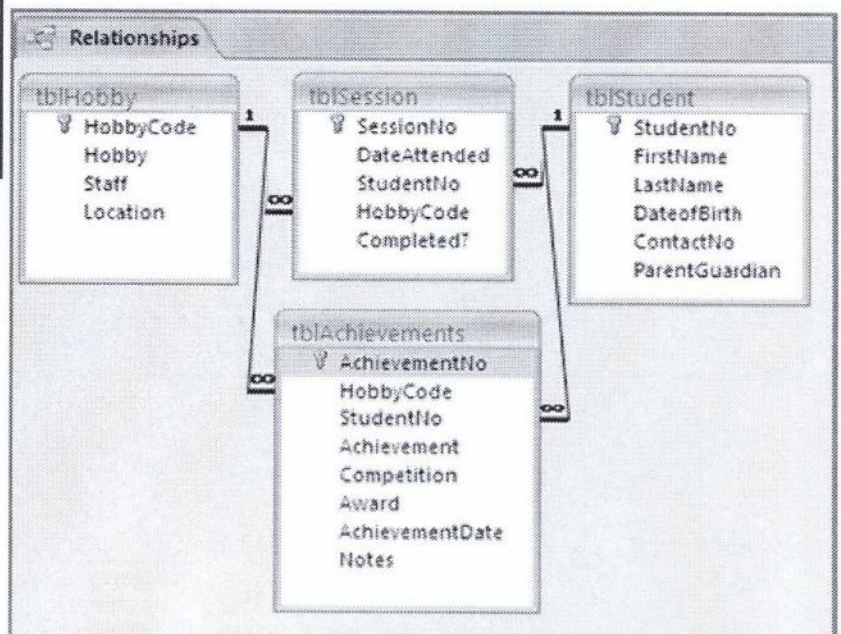 Relationships
tblHobby
HobbyCode
Hobby
Staff
Location
tblSession
SessionNo
DateAttended
StudentNo
HobbyCode
Completed?
tblStudent
StudentNo
FirstName
LastName
DateofBirth
ContactNo
ParentGuardian
1
∞
1
∞
tblAchievements
AchievementNo
HobbyCode
StudentNo
Achievement
Competition
Award
AchievementDate
Notes
∞
∞